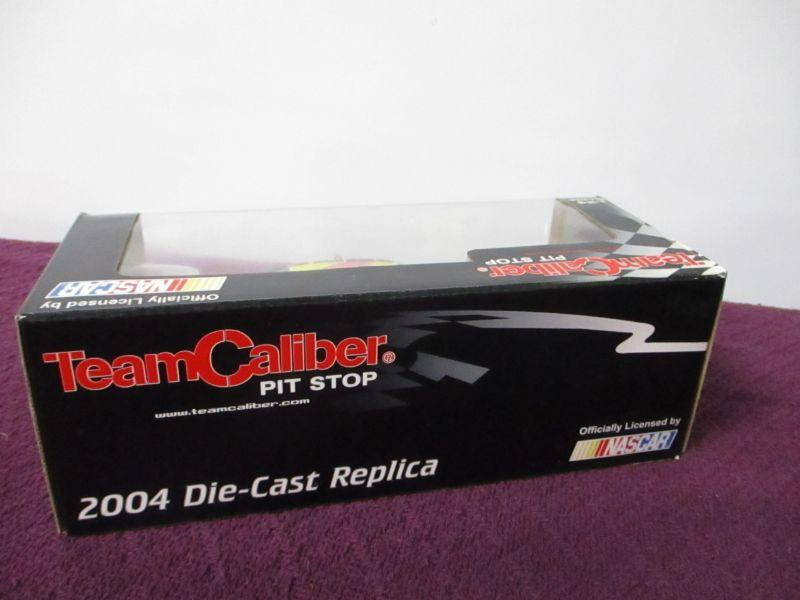 TeamCaliber
PIT STOP
Officially Licensed by
NASCAR
TeamCaliber®
PIT STOP
www.teamcaliber.com
Officially Licensed by
NASCAR
2004 Die-Cast Replica